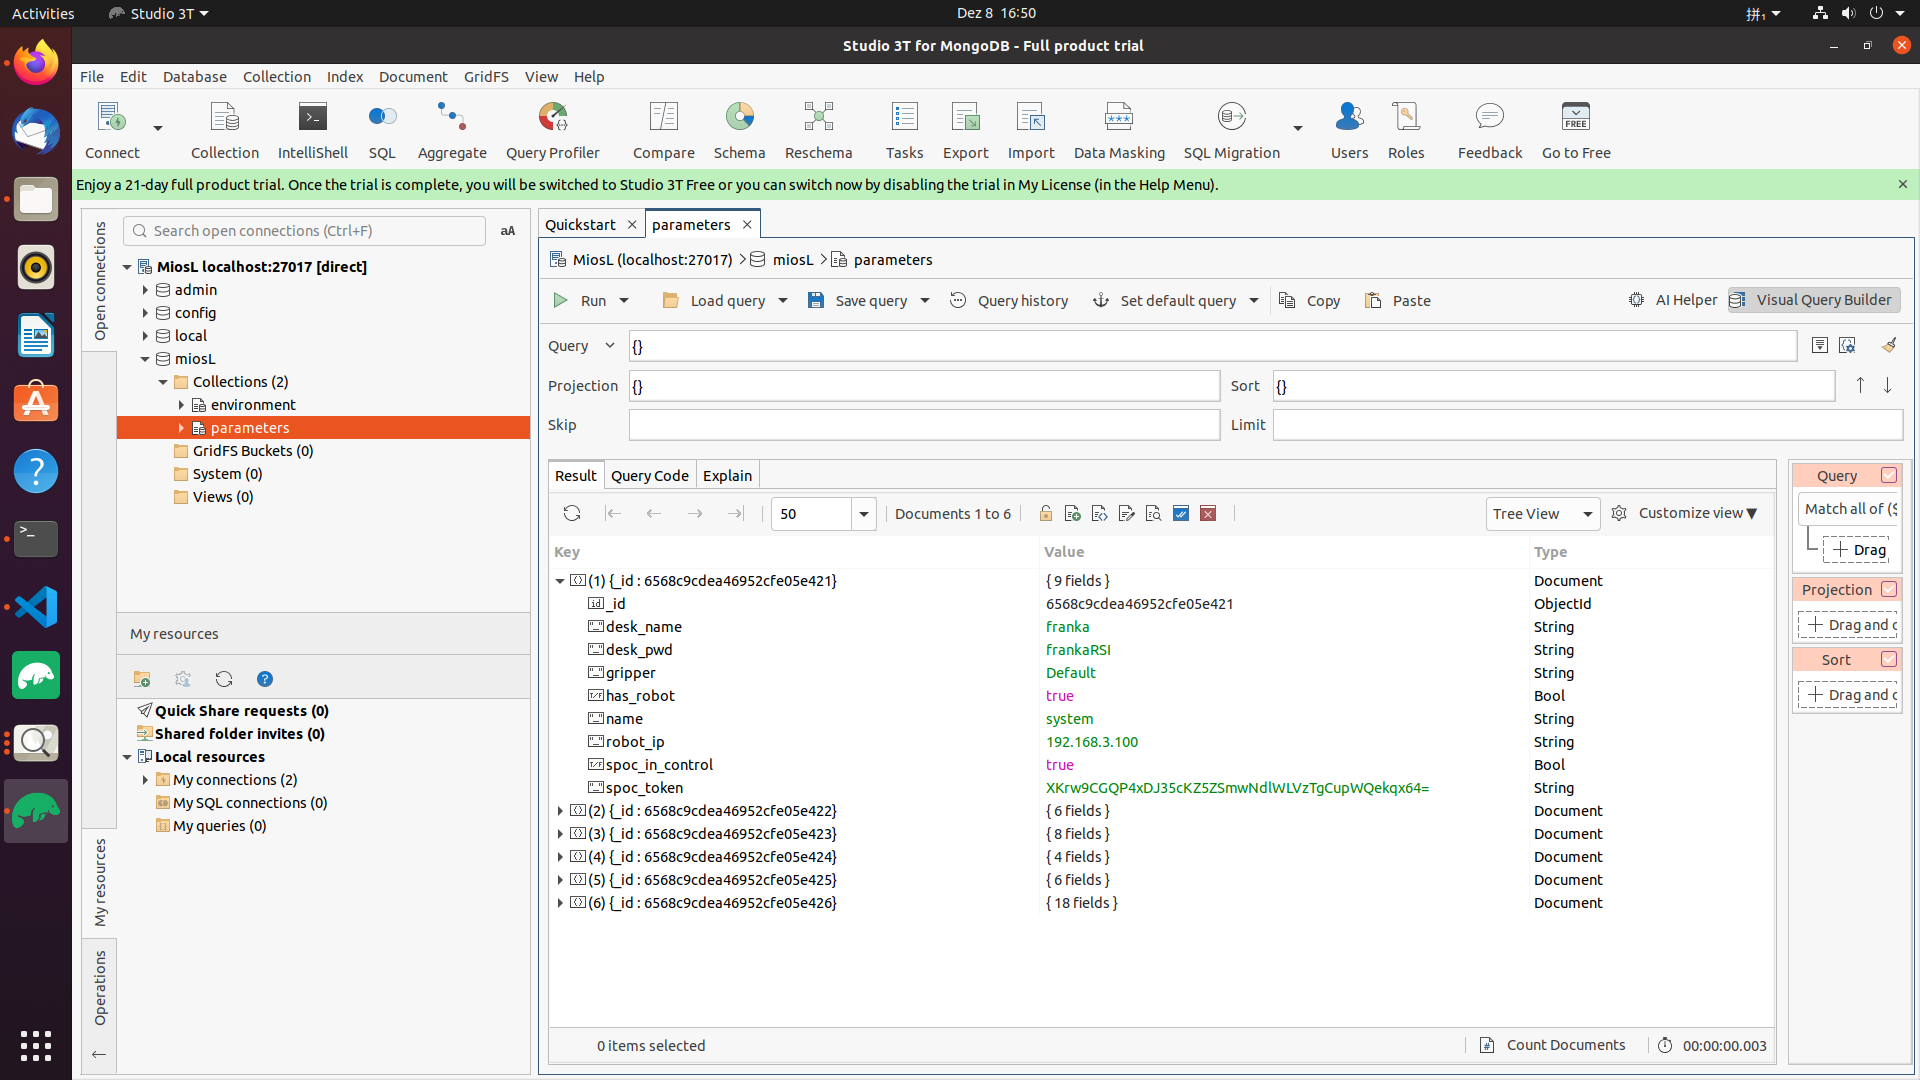 Activities
Studio 3T
Dez 8 16:50
拼₁
Studio 3T for MongoDB - Full product trial
File Edit Database Collection Index Document GridFS View Help
Connect Collection IntelliShell SQL Aggregate Query Profiler Compare Schema Reschema Tasks Export Import Data Masking SQL Migration Users Roles Feedback Go to Free
Enjoy a 21-day full product trial. Once the trial is complete, you will be switched to Studio 3T Free or you can switch now by disabling the trial in My License (in the Help Menu).
Open connections
Search open connections (Ctrl+F)
aA
MiosL localhost:27017 [direct]
admin
config
local
miosL
Collections (2)
environment
parameters
GridFS Buckets (0)
System (0)
Views (0)
My resources
Quick Share requests (0)
Shared folder invites (0)
Local resources
My connections (2)
My SQL connections (0)
My queries (0)
My resources
Operations
Quickstart
parameters
MiosL (localhost:27017) miosL parameters
Run Load query Save query Query history Set default query Copy Paste AI Helper Visual Query Builder
Query {}
Projection {} Sort {}
Skip Limit
Result Query Code Explain
50 Documents 1 to 6 Tree View Customize view
Key Value Type
(1) {_id : 6568c9cdea46952cfe05e421} { 9 fields } Document
_id 6568c9cdea46952cfe05e421 ObjectId
desk_name franka String
desk_pwd frankaRSI String
gripper Default String
has_robot true Bool
name system String
robot_ip 192.168.3.100 String
spoc_in_control true Bool
spoc_token XKrw9CGQP4xDJ35cKZ5ZSmwNdlWLVzTgCupWQekqx64= String
(2) {_id : 6568c9cdea46952cfe05e422} { 6 fields } Document
(3) {_id : 6568c9cdea46952cfe05e423} { 8 fields } Document
(4) {_id : 6568c9cdea46952cfe05e424} { 4 fields } Document
(5) {_id : 6568c9cdea46952cfe05e425} { 6 fields } Document
(6) {_id : 6568c9cdea46952cfe05e426} { 18 fields } Document
0 items selected Count Documents 00:00:00.003
Query
Match all of (
Drag
Projection
Drag and
Sort
Drag and